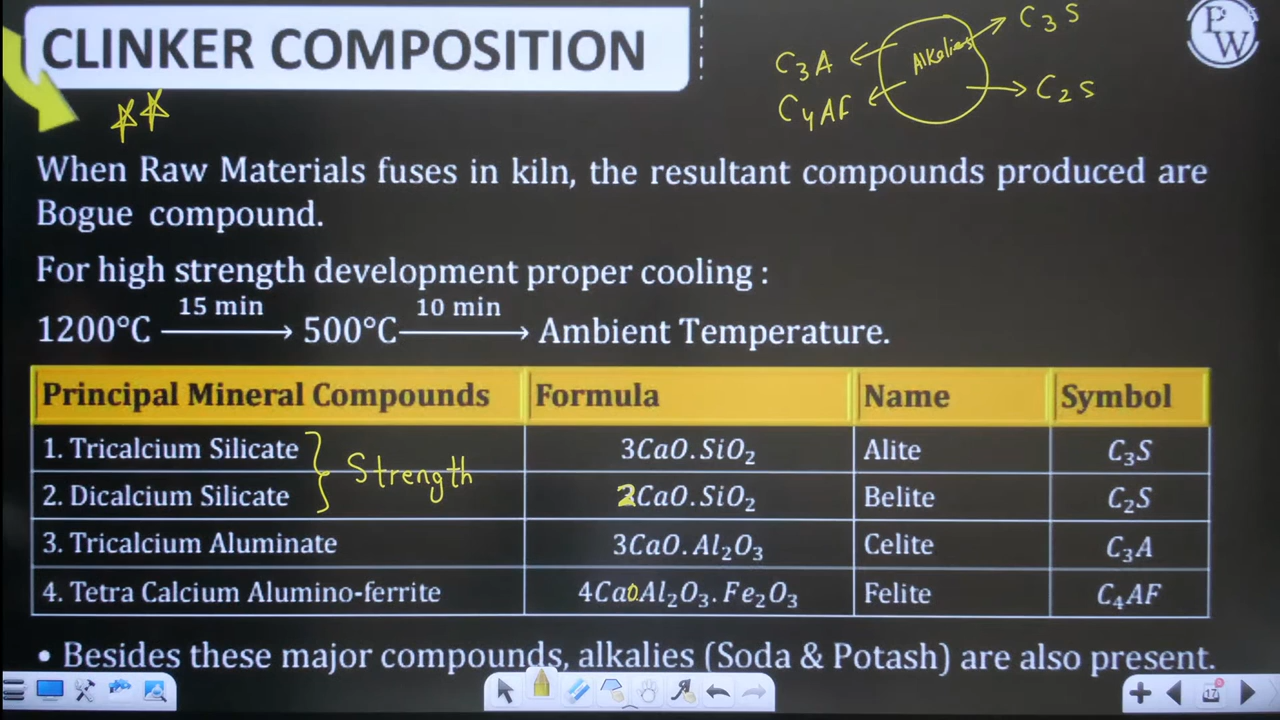 CLINKER COMPOSITION
C3A
C4AF
Alkalies
C3S
C2S
PW
When Raw Materials fuses in kiln, the resultant compounds produced are
Bogue compound.
For high strength development proper cooling :
1200°C 15 min → 500°C 10 min → Ambient Temperature.
Principal Mineral Compounds Formula Name Symbol
1. Tricalcium Silicate 3CaO.SiO₂ Alite C₃S
Strength
2. Dicalcium Silicate 2CaO.SiO₂ Belite C₂S
3. Tricalcium Aluminate 3CaO.Al₂O₃ Celite C₃A
4. Tetra Calcium Alumino-ferrite 4CaOAl₂O₃.Fe₂O₃ Felite C₄AF
• Besides these major compounds, alkalies (Soda & Potash) are also present.
17